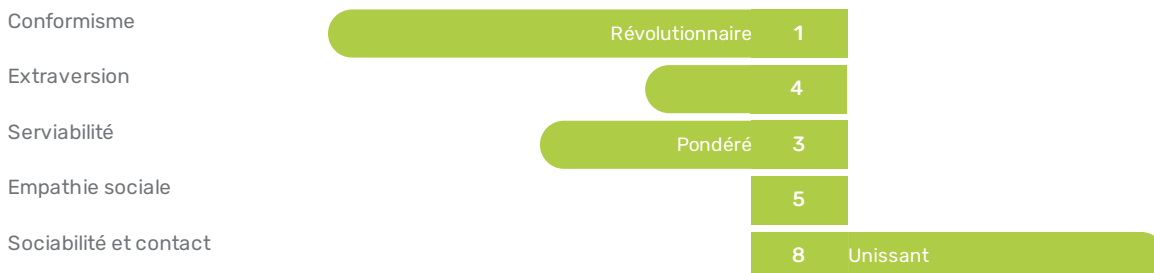 Conformisme Révolutionnaire 1
Extraversion 4
Serviabilité Pondéré 3
Empathie sociale 5
Sociabilité et contact 8 Unissant